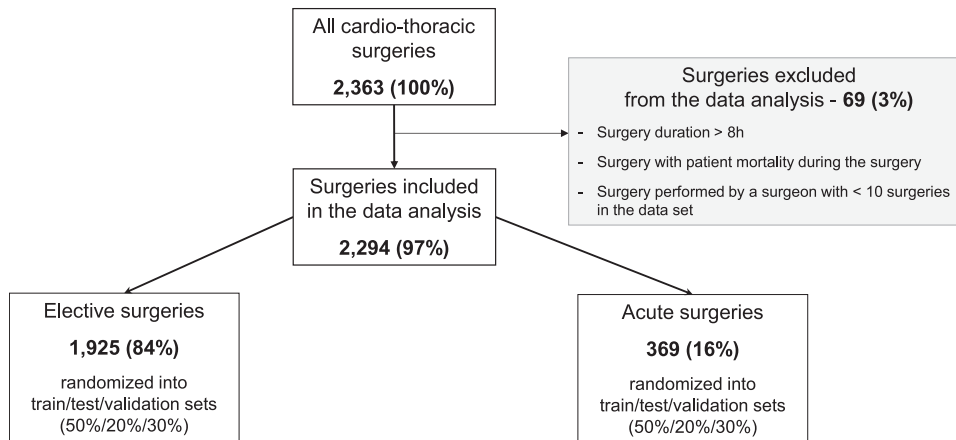 All cardio-thoracic
surgeries
2,363 (100%)
Surgeries excluded
from the data analysis - 69 (3%)
- Surgery duration > 8h
- Surgery with patient mortality during the surgery
- Surgery performed by a surgeon with < 10 surgeries
in the data set
Surgeries included
in the data analysis
2,294 (97%)
Elective surgeries
1,925 (84%)
randomized into
train/test/validation sets
(50%/20%/30%)
Acute surgeries
369 (16%)
randomized into
train/test/validation sets
(50%/20%/30%)